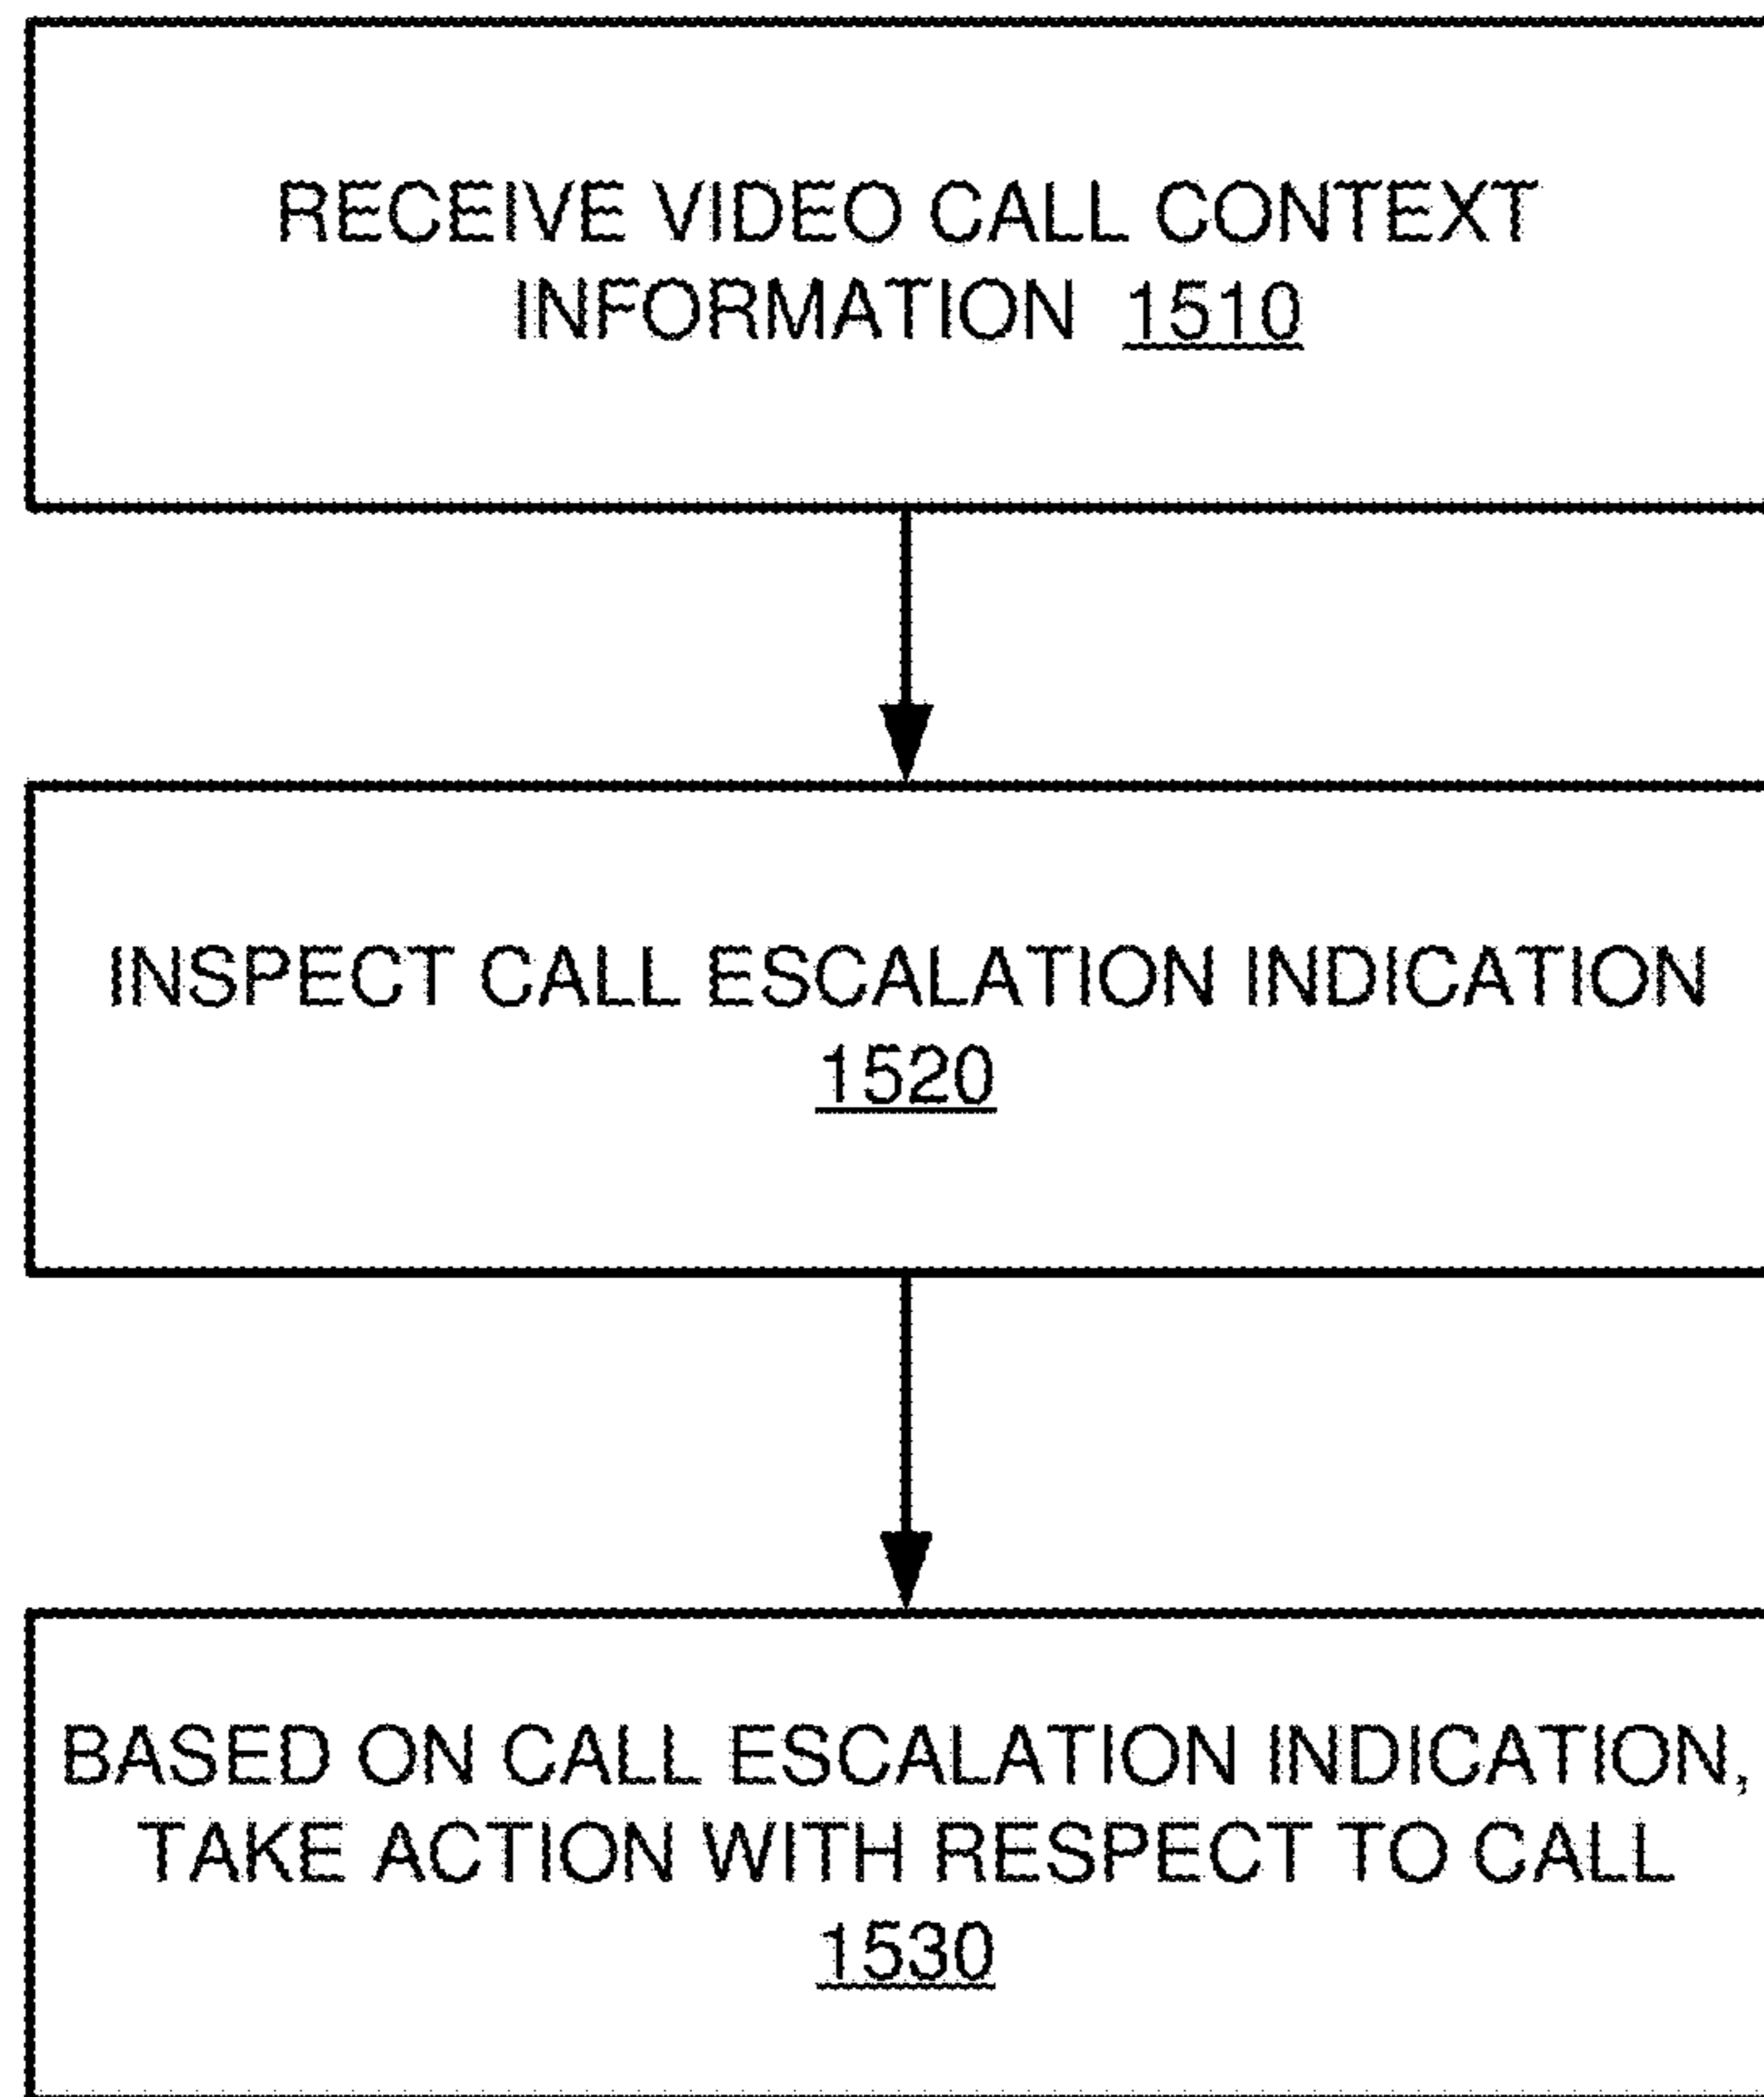 RECEIVE VIDEO CALL CONTEXT
INFORMATION 1510
INSPECT CALL ESCALATION INDICATION
1520
BASED ON CALL ESCALATION INDICATION,
TAKE ACTION WITH RESPECT TO CALL
1530